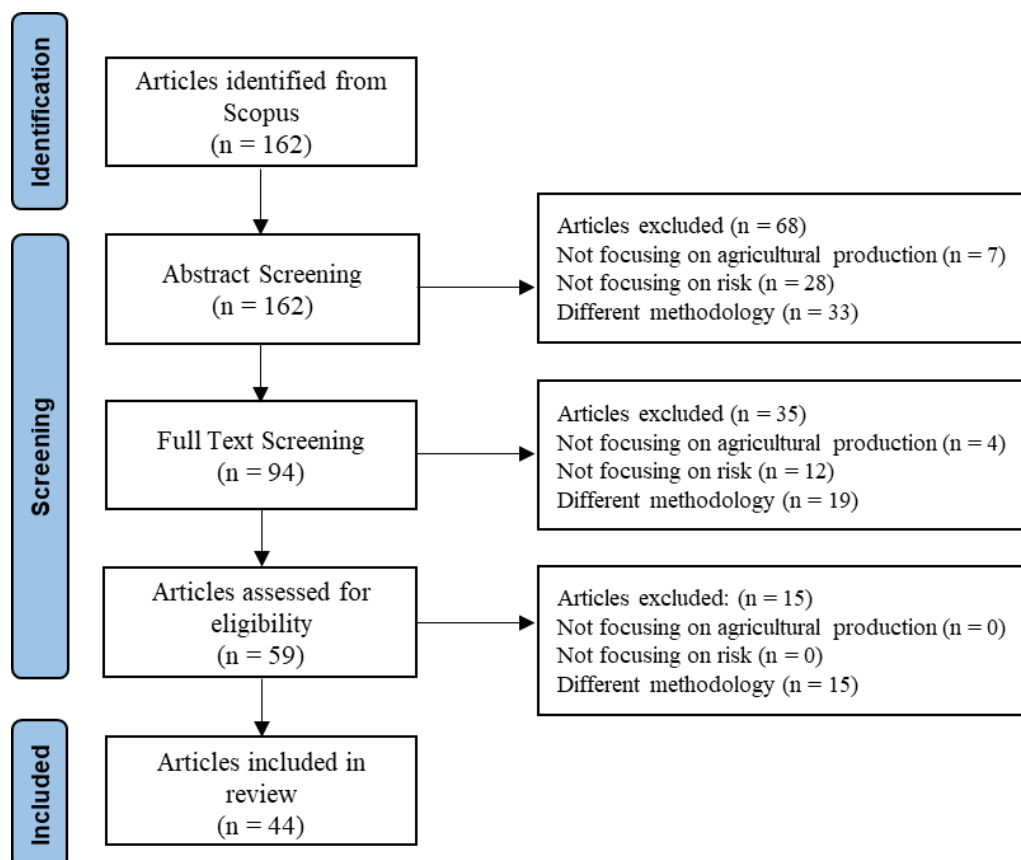 Identification
Articles identified from
Scopus
(n = 162)
Screening
Abstract Screening
(n = 162)
Articles excluded (n = 68)
Not focusing on agricultural production (n = 7)
Not focusing on risk (n = 28)
Different methodology (n = 33)
Full Text Screening
(n = 94)
Articles excluded (n = 35)
Not focusing on agricultural production (n = 4)
Not focusing on risk (n = 12)
Different methodology (n = 19)
Articles assessed for
eligibility
(n = 59)
Articles excluded: (n = 15)
Not focusing on agricultural production (n = 0)
Not focusing on risk (n = 0)
Different methodology (n = 15)
Included
Articles included in
review
(n = 44)